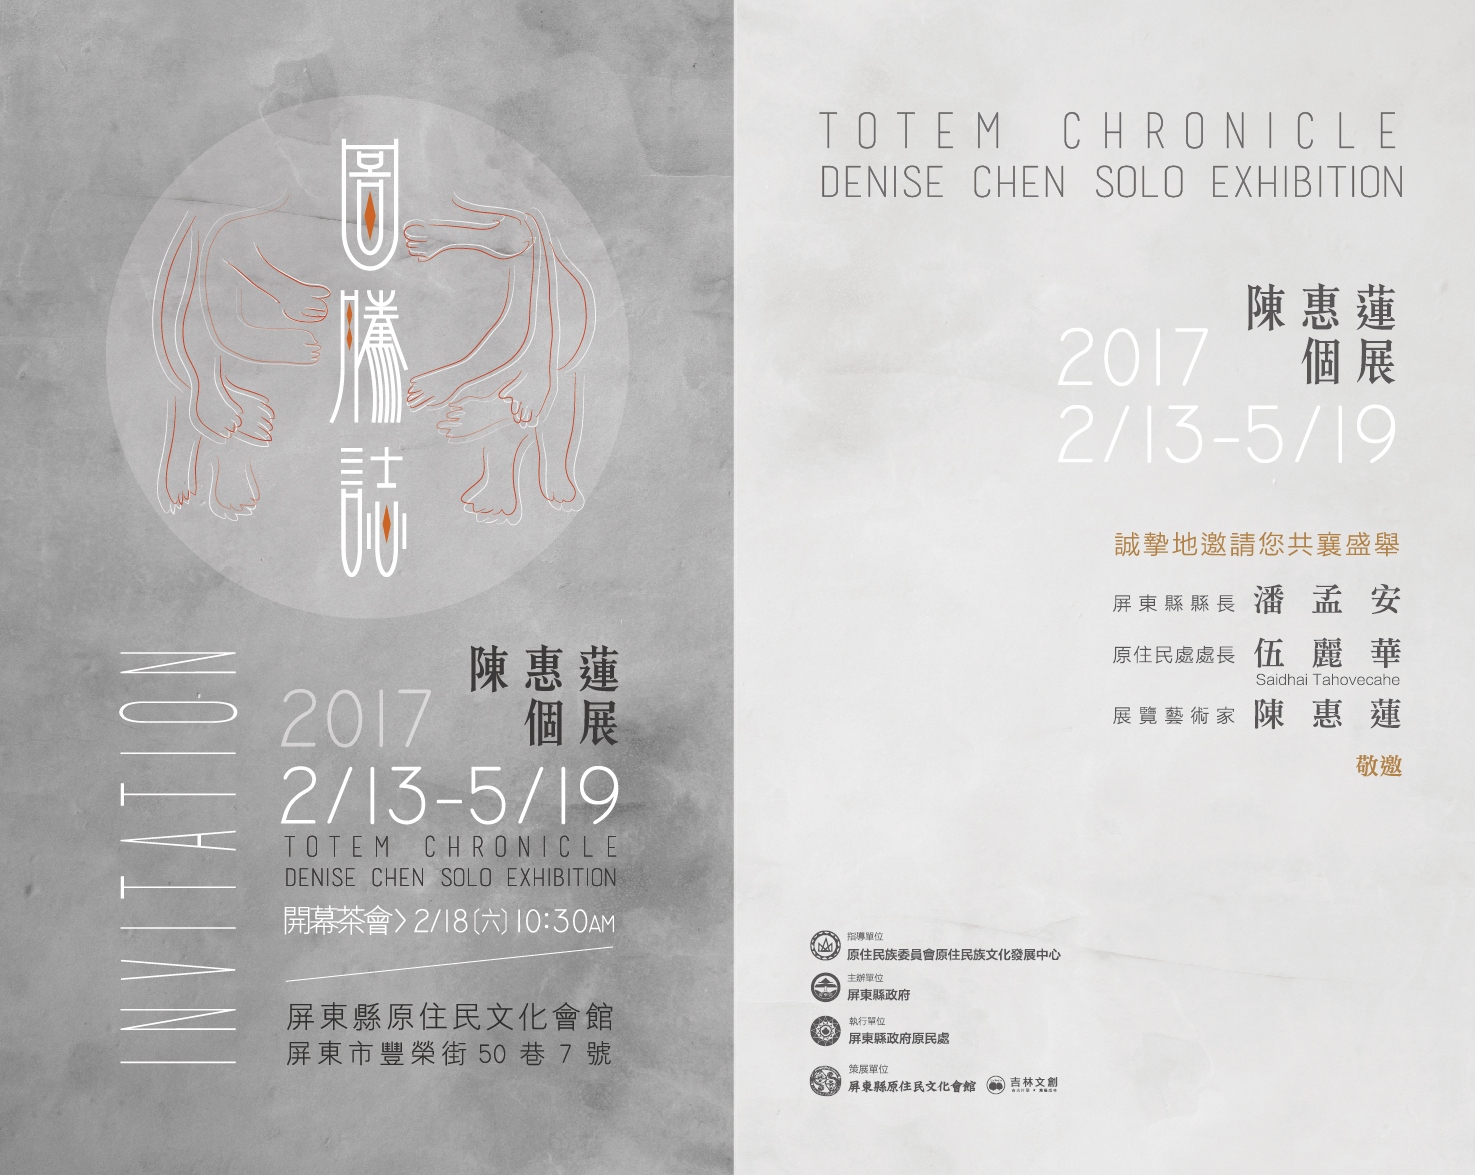 圖騰誌
INVITATION
陳惠蓮
個展
2017
2/13-5/19
TOTEM CHRONICLE
DENISE CHEN SOLO EXHIBITION
開幕茶會>2/18(六)10:30AM
屏東縣原住民文化會館
屏東市豐榮街 50 巷 7 號
TOTEM CHRONICLE
DENISE CHEN SOLO EXHIBITION
陳惠蓮
個展
2017
2/13-5/19
誠摯地邀請您共襄盛舉
屏東縣縣長 潘孟安
原住民處處長 伍麗華
Saidhai Tahovecahe
展覽藝術家 陳惠蓮
敬邀
指導單位
原住民族委員會原住民族文化發展中心
主辦單位
屏東縣政府
執行單位
屏東縣政府原民處
策展單位
屏東縣原住民文化會館 吉林文創